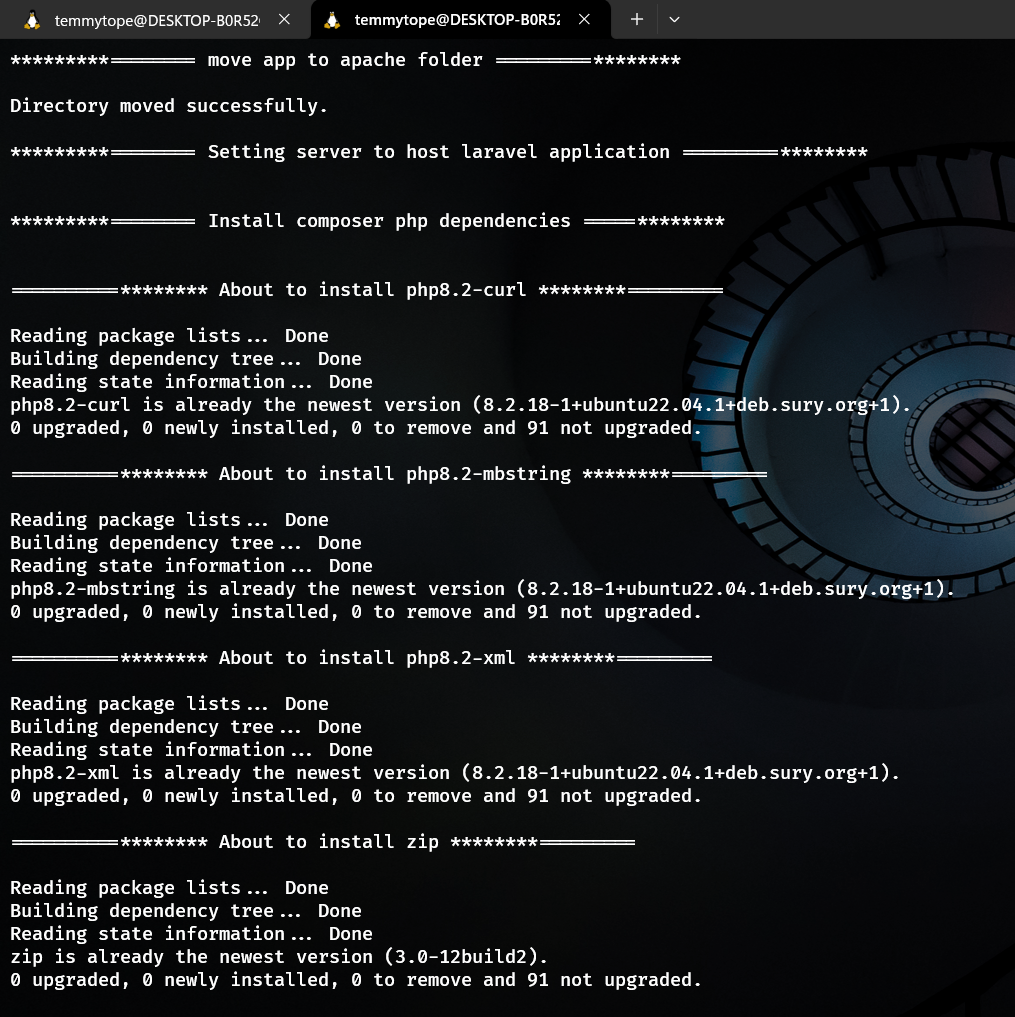 temmytope@DESKTOP-B0R52
temmytope@DESKTOP-B0R52
*********======== move app to apache folder =========********
Directory moved successfully.
*********======== Setting server to host laravel application =========********
*********======== Install composer php dependencies =====********
==========******** About to install php8.2-curl ********=========
Reading package lists... Done
Building dependency tree... Done
Reading state information... Done
php8.2-curl is already the newest version (8.2.18-1+ubuntu22.04.1+deb.sury.org+1).
0 upgraded, 0 newly installed, 0 to remove and 91 not upgraded.
==========******** About to install php8.2-mbstring ********=========
Reading package lists... Done
Building dependency tree... Done
Reading state information... Done
php8.2-mbstring is already the newest version (8.2.18-1+ubuntu22.04.1+deb.sury.org+1).
0 upgraded, 0 newly installed, 0 to remove and 91 not upgraded.
==========******** About to install php8.2-xml ********=========
Reading package lists... Done
Building dependency tree... Done
Reading state information... Done
php8.2-xml is already the newest version (8.2.18-1+ubuntu22.04.1+deb.sury.org+1).
0 upgraded, 0 newly installed, 0 to remove and 91 not upgraded.
==========******** About to install zip ********=========
Reading package lists... Done
Building dependency tree... Done
Reading state information... Done
zip is already the newest version (3.0-12build2).
0 upgraded, 0 newly installed, 0 to remove and 91 not upgraded.